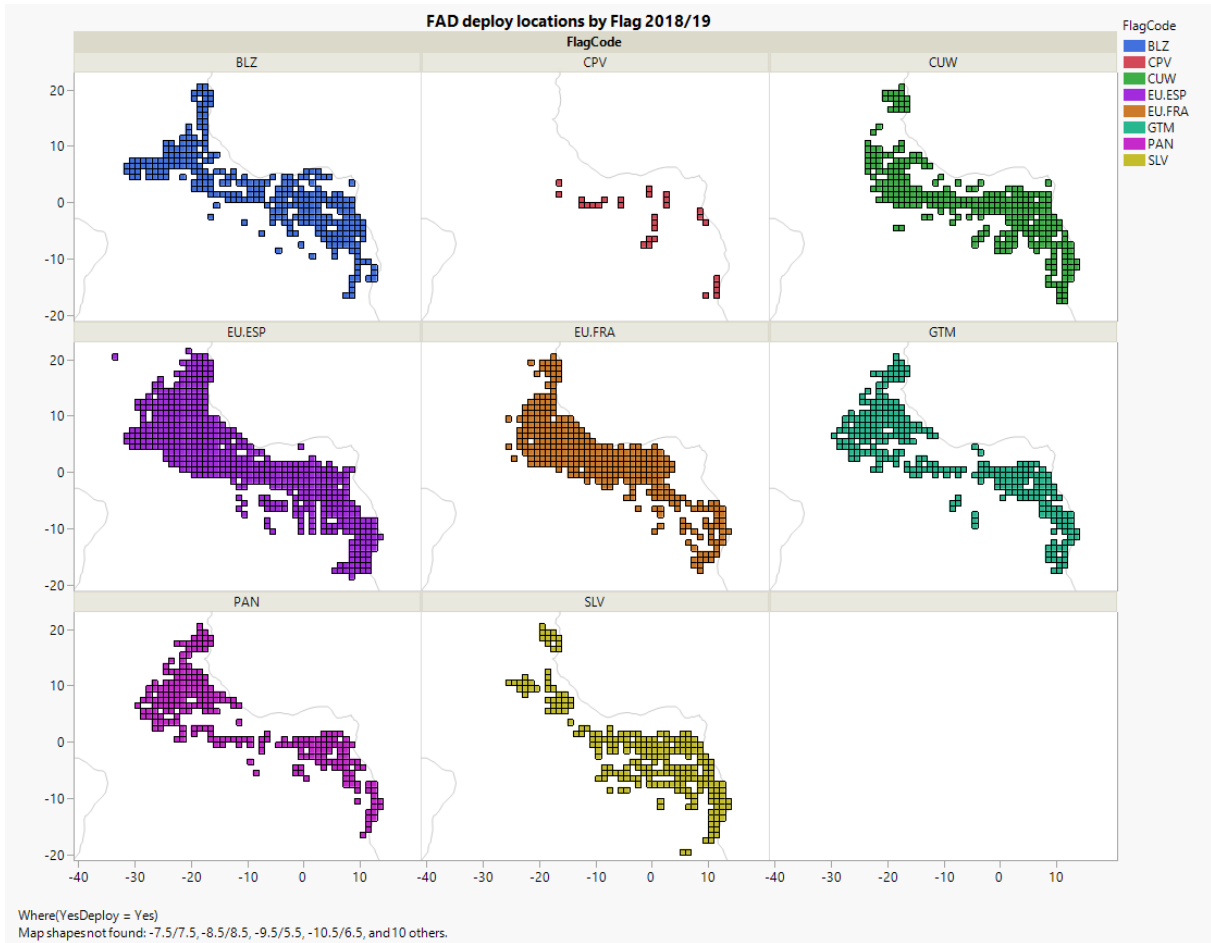 FAD deploy locations by Flag 2018/19
FlagCode
BLZ CPV CUW
20
10
0
-10
-20
EU.ESP EU.FRA GTM
20
10
0
-10
-20
PAN SLV
20
10
0
-10
-20
-40 -30 -20 -10 0 10 -40 -30 -20 -10 0 10 -40 -30 -20 -10 0 10
FlagCode
BLZ
CPV
CUW
EU.ESP
EU.FRA
GTM
PAN
SLV
Where(YesDeploy = Yes)
Map shapes not found: -7.5/7.5, -8.5/8.5, -9.5/5.5, -10.5/6.5, and 10 others.